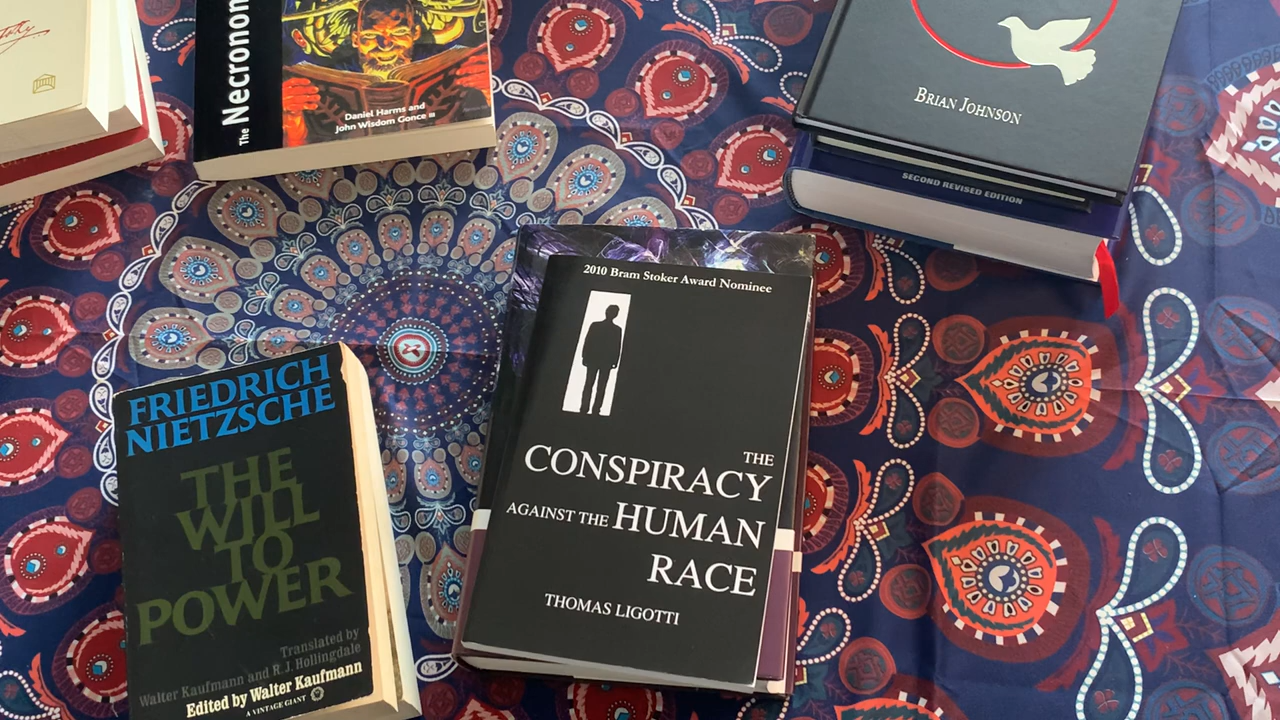 The Necronom
Daniel Harms and
John Wisdom Gonce III
BRIAN JOHNSON
SECOND REVISED EDITION
2010 Bram Stoker Award Nominee
THE
CONSPIRACY
AGAINST THE HUMAN
RACE
THOMAS LIGOTTI
FRIEDRICH
NIETZSCHE
THE
WILL
TO
POWER
Translated by
Walter Kaufmann and R.J. Hollingdale
Edited by Walter Kaufmann
A VINTAGE GIANT